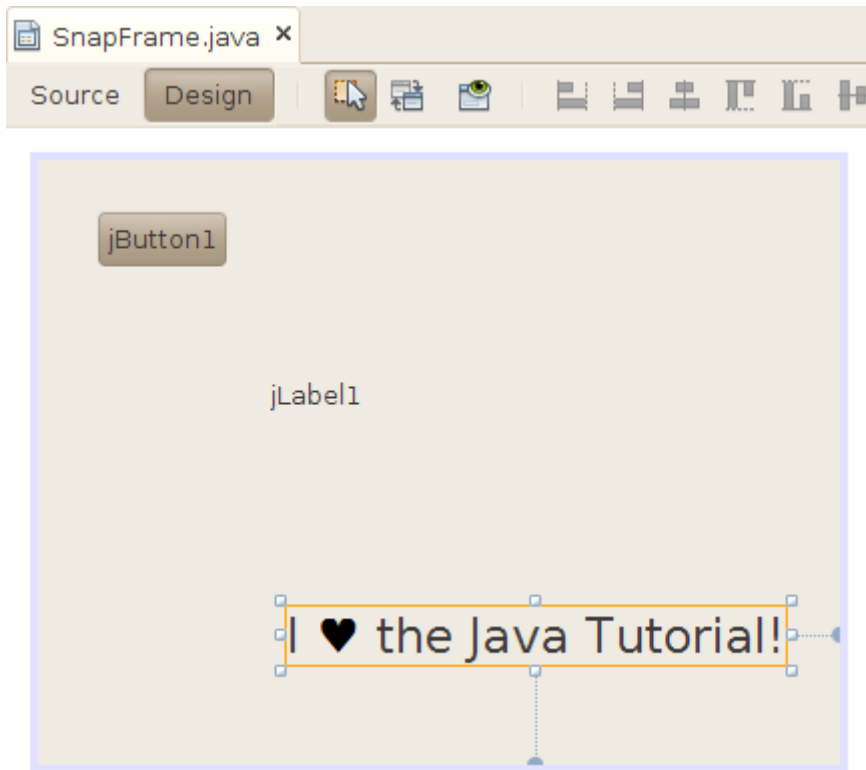 SnapFrame.java
Source Design
jButton1
jLabel1
I ♥ the Java Tutorial!